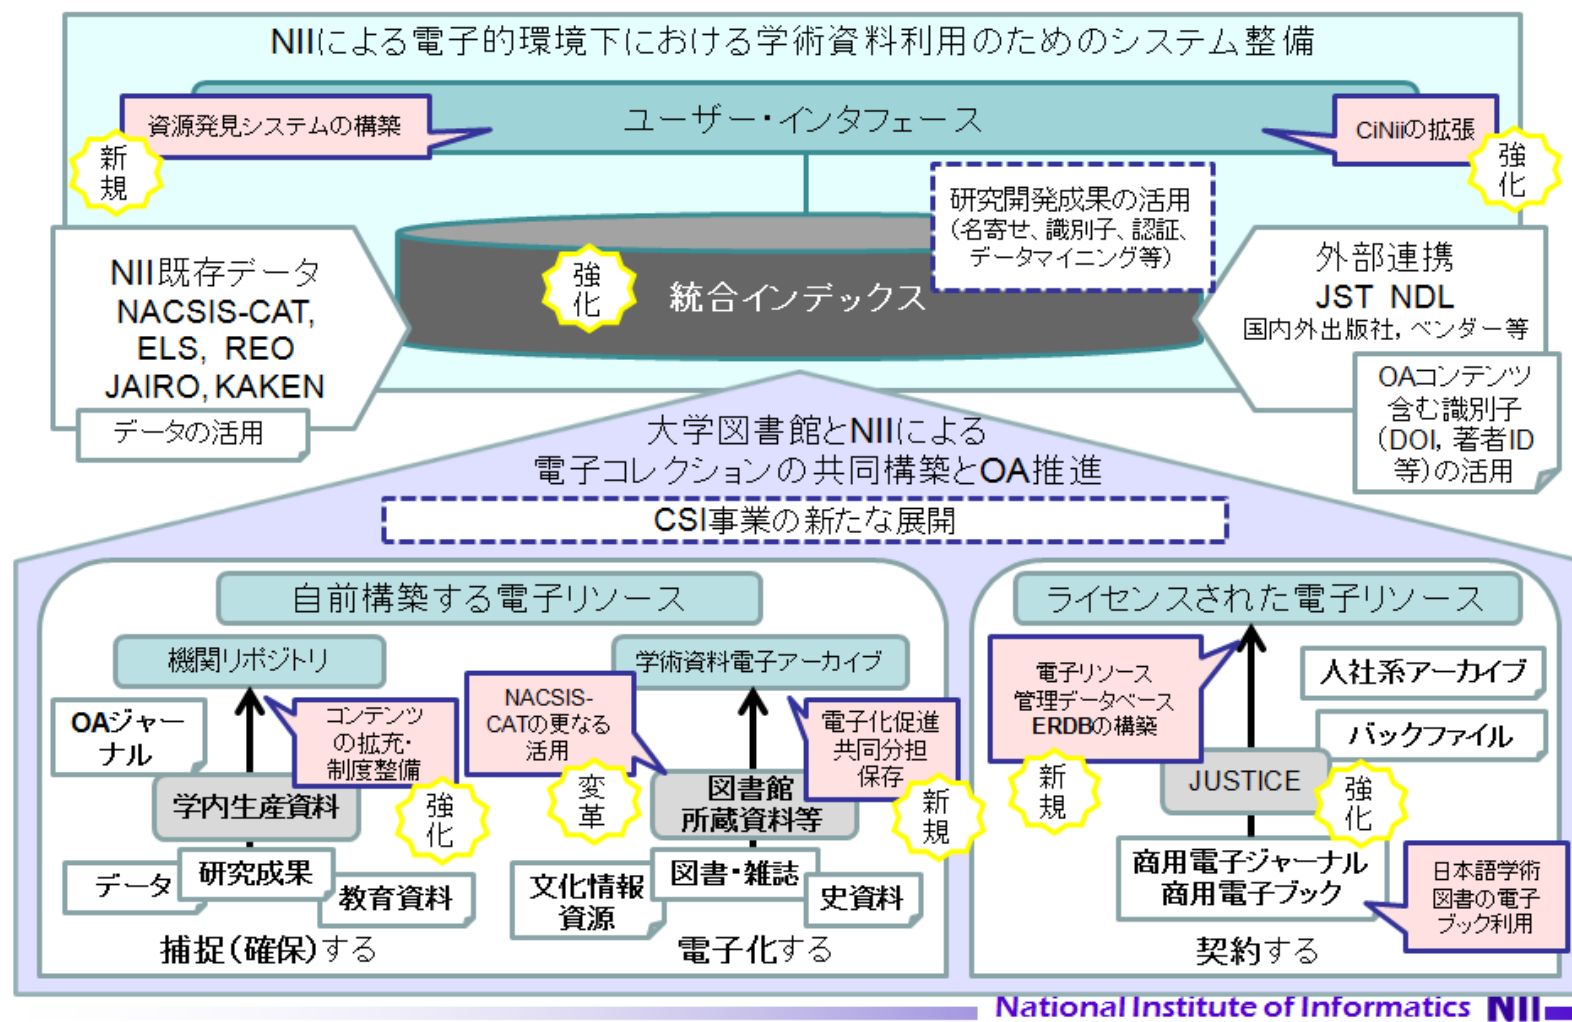 NIIによる電子的環境下における学術資料利用のためのシステム整備
ユーザー・インタフェース
資源発見システムの構築
新
規
CiNiiの拡張
強
化
研究開発成果の活用
(名寄せ、識別子、認証、
データマイニング等)
NII既存データ
NACSIS-CAT,
ELS, REO
JAIRO, KAKEN
データの活用
強
化
統合インデックス
外部連携
JST NDL
国内外出版社, ベンダー等
OAコンテンツ
含む識別子
(DOI, 著者ID
等)の活用
大学図書館とNIIによる
電子コレクションの共同構築とOA推進
CSI事業の新たな展開
自前構築する電子リソース
機関リポジトリ
OAジャー
ナル
コンテンツ
の拡充・
制度整備
学内生産資料
強
化
データ
研究成果
教育資料
捕捉(確保)する
学術資料電子アーカイブ
NACSIS-
CATの更なる
活用
変
革
電子化促進
共同分担
保存
図書館
所蔵資料等
新
規
文化情報
資源
図書・雑誌
史資料
電子化する
ライセンスされた電子リソース
電子リソース
管理データベース
ERDBの構築
新
規
人社系アーカイブ
バックファイル
JUSTICE
強
化
商用電子ジャーナル
商用電子ブック
日本語学術
図書の電子
ブック利用
契約する
National Institute of Informatics NII